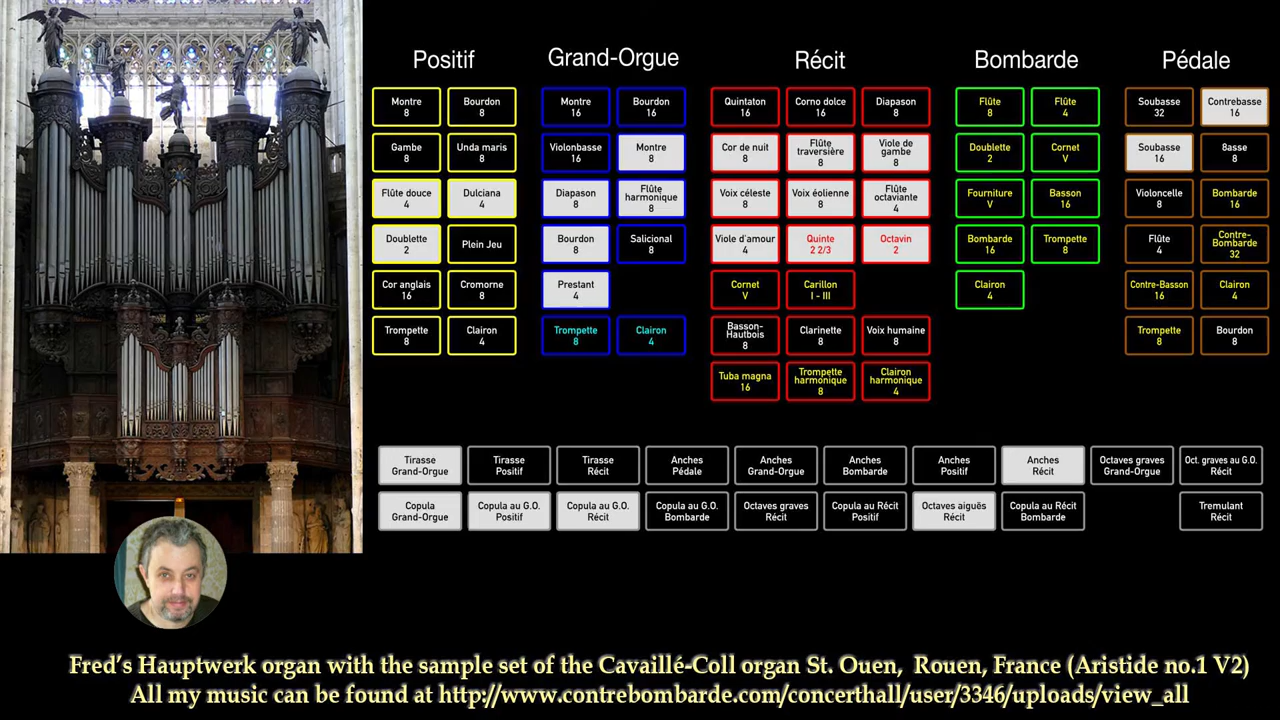 Positif
Grand-Orgue
Récit
Bombarde
Pédale
Montre
8
Bourdon
8
Gambe
8
Unda maris
8
Flûte douce
4
Dulciana
4
Doublette
2
Plein Jeu
Cor anglais
16
Cromorne
8
Trompette
8
Clairon
4
Montre
16
Bourdon
16
Violonbasse
16
Montre
8
Diapason
8
Flûte
harmonique
8
Bourdon
8
Salicional
8
Prestant
4
Trompette
8
Clairon
4
Quintaton
16
Corno dolce
16
Diapason
8
Cor de nuit
8
Flûte
traversière
8
Viole de
gambe
8
Voix céleste
8
Voix éolienne
8
Flûte
octaviante
4
Viole d'amour
4
Quinte
2 2/3
Octavin
2
Cornet
V
Carillon
I - III
Basson-
Hautbois
8
Clarinette
8
Voix humaine
8
Tuba magna
16
Trompette
harmonique
8
Clairon
harmonique
4
Flûte
8
Flûte
4
Doublette
2
Cornet
V
Fourniture
V
Basson
16
Bombarde
16
Trompette
8
Clairon
4
Soubasse
32
Contrebasse
16
Soubasse
16
8asse
8
Violoncelle
8
Bombarde
16
Flûte
4
Contre-
Bombarde
32
Contre-Basson
16
Clairon
4
Trompette
8
Bourdon
8
Tirasse
Grand-Orgue
Tirasse
Positif
Tirasse
Récit
Anches
Pédale
Anches
Grand-Orgue
Anches
Bombarde
Anches
Positif
Anches
Récit
Octaves graves
Grand-Orgue
Oct. graves au G.O.
Récit
Copula
Grand-Orgue
Copula au G.O.
Positif
Copula au G.O.
Récit
Copula au G.O.
Bombarde
Octaves graves
Récit
Copula au Récit
Positif
Octaves aiguës
Récit
Copula au Récit
Bombarde
Tremulant
Récit
Fred's Hauptwerk organ with the sample set of the Cavaillé-Coll organ St. Ouen, Rouen, France (Aristide no.1 V2)
All my music can be found at http://www.contrebombarde.com/concerthall/user/3346/uploads/view_all